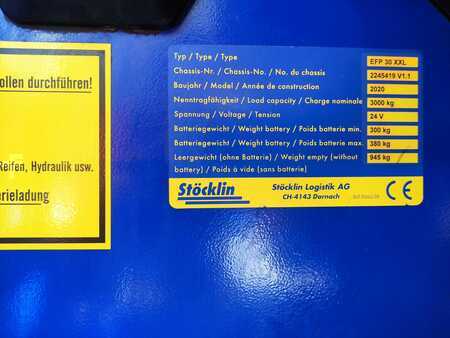 ollen durchführen!
Reifen, Hydraulik usw.
erieladung
Typ / Type / Type EFP 30 XXL
Chassis-Nr. / Chassis-No. / No. du chassis 2245419 V1.1
Baujahr / Model / Année de construction 2020
Nenntragfähigkeit / Load capacity / Charge nominale 3000 kg
Spannung / Voltage / Tension 24 V
Batteriegewicht / Weight battery / Poids batterie min. 300 kg
Batteriegewicht / Weight battery / Poids batterie max. 380 kg
Leergewicht (ohne Batterie) / Weight empty (without 945 kg
battery / Poids à vide (sans batterie)
Stöcklin
Stöcklin Logistik AG
CH-4143 Dornach
CE